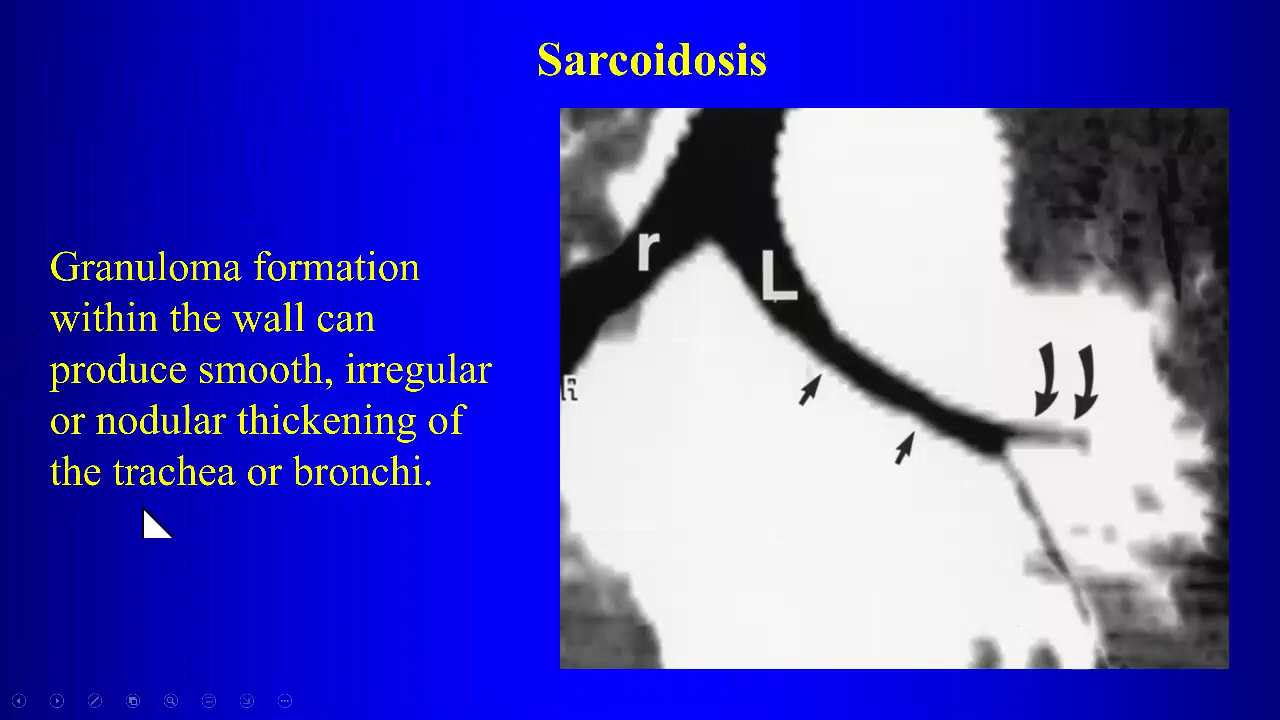 Sarcoidosis
Granuloma formation
within the wall can
produce smooth, irregular
or nodular thickening of
the trachea or bronchi.
r
L
R